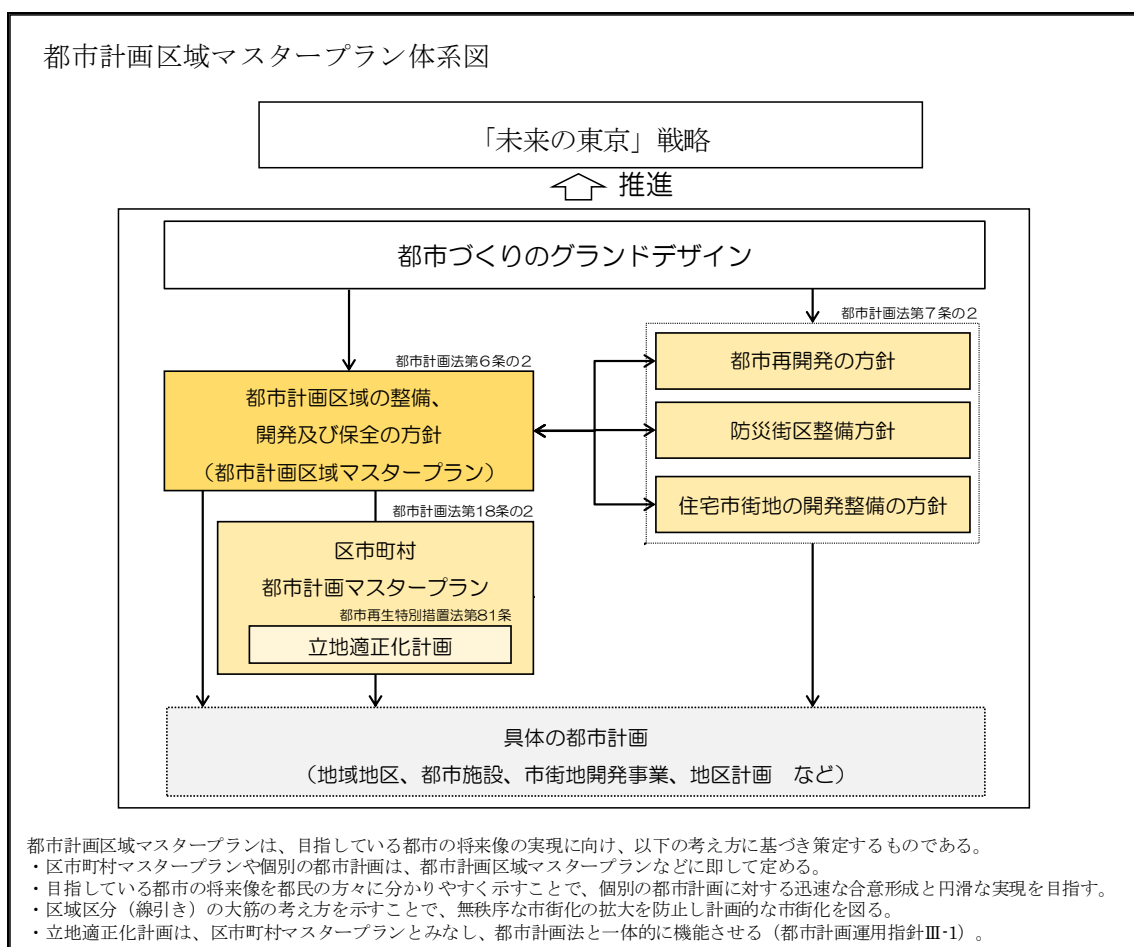 都市計画区域マスタープラン体系図
「未来の東京」戦略
推進
都市づくりのグランドデザイン
都市計画法第7条の2
都市計画法第6条の2
都市計画区域の整備、
開発及び保全の方針
（都市計画区域マスタープラン）
都市再開発の方針
防災街区整備方針
住宅市街地の開発整備の方針
都市計画法第18条の2
区市町村
都市計画マスタープラン
都市再生特別措置法第81条
立地適正化計画
具体の都市計画
（地域地区、都市施設、市街地開発事業、地区計画　など）
都市計画区域マスタープランは、目指している都市の将来像の実現に向け、以下の考え方に基づき策定するものである。
・区市町村マスタープランや個別の都市計画は、都市計画区域マスタープランなどに即して定める。
・目指している都市の将来像を都民の方々に分かりやすく示すことで、個別の都市計画に対する迅速な合意形成と円滑な実現を目指す。
・区域区分（線引き）の大筋の考え方を示すことで、無秩序な市街化の拡大を防止し計画的な市街化を図る。
・立地適正化計画は、区市町村マスタープランとみなし、都市計画法と一体的に機能させる（都市計画運用指針Ⅲ-1）。